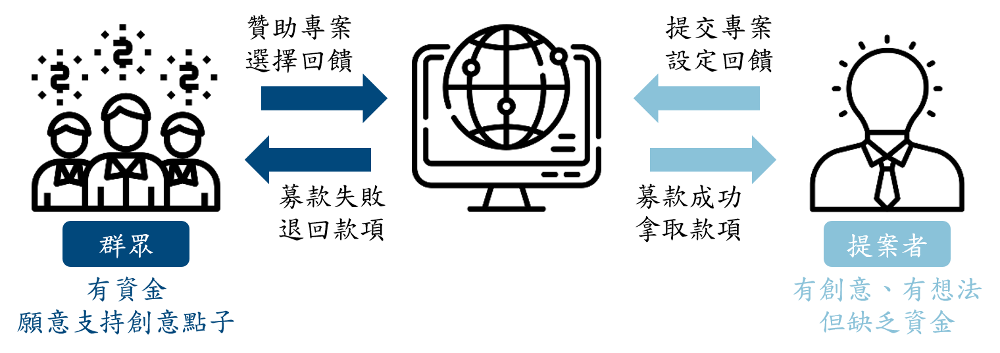 贊助專案
選擇回饋
提交專案
設定回饋
募款失敗
退回款項
募款成功
拿取款項
群眾
有資金
願意支持創意點子
提案者
有創意、有想法
但缺乏資金